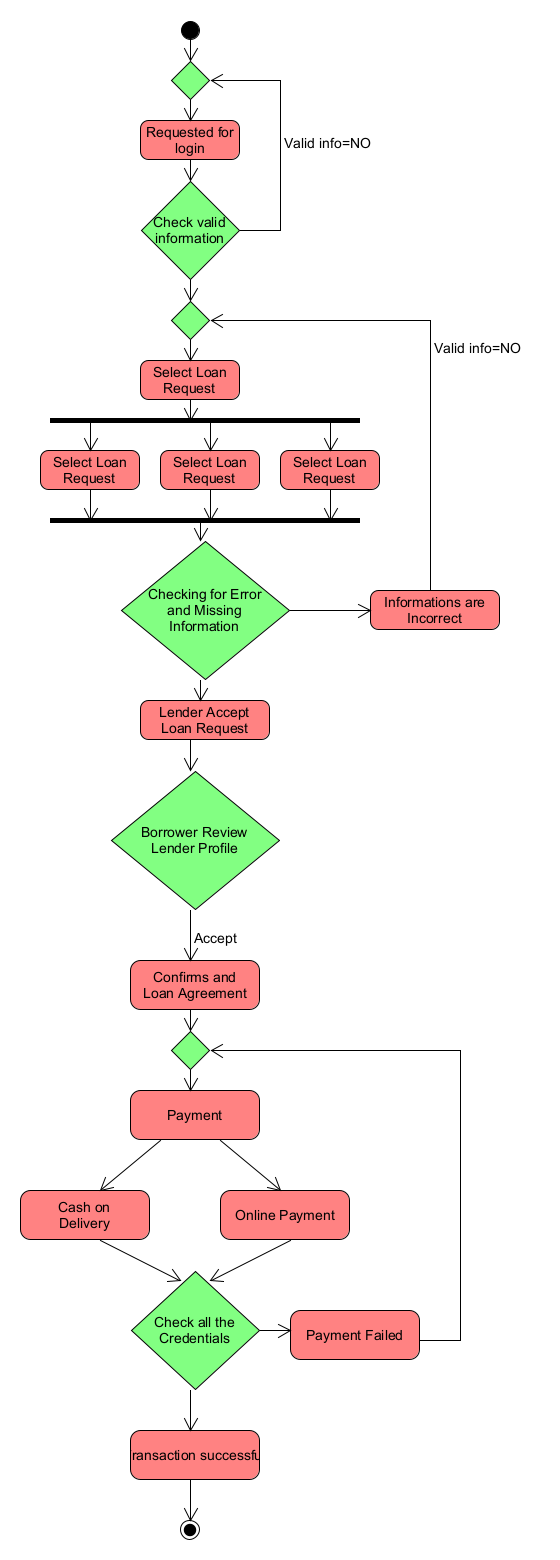 Requested for
login
Valid info=NO
Check valid
information
Valid info=NO
Select Loan
Request
Select Loan
Request
Select Loan
Request
Select Loan
Request
Checking for Error
and Missing
Information
Informations are
Incorrect
Lender Accept
Loan Request
Borrower Review
Lender Profile
Accept
Confirms and
Loan Agreement
Payment
Cash on
Delivery
Online Payment
Check all the
Credentials
Payment Failed
ransaction successfu